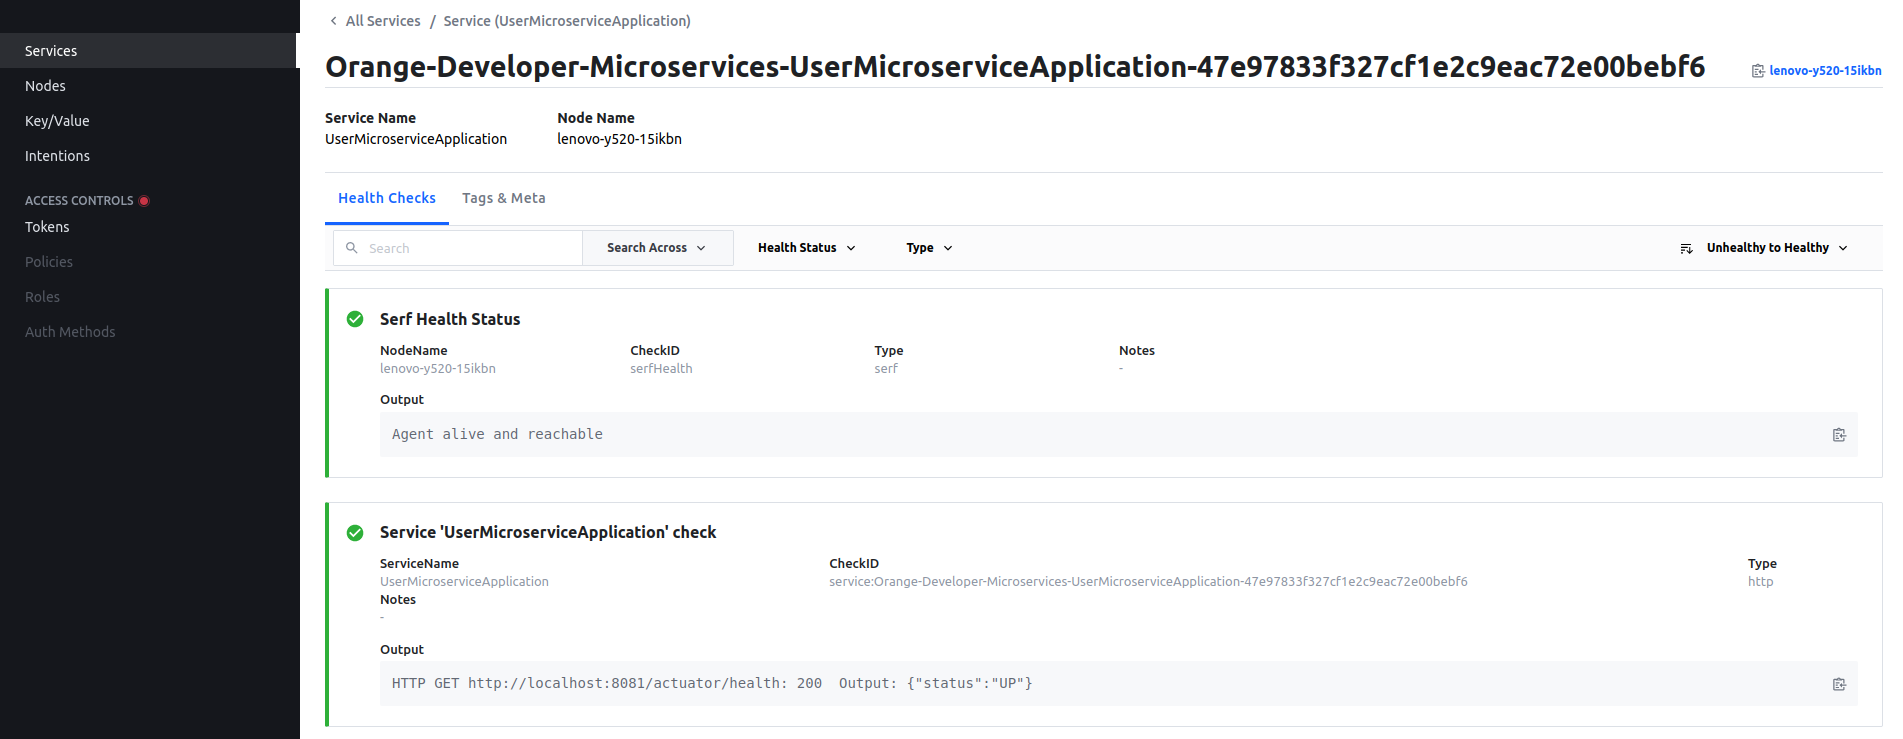 Services
Nodes
Key/Value
Intentions
ACCESS CONTROLS
Tokens
Policies
Roles
Auth Methods
All Services / Service (UserMicroserviceApplication)
Orange-Developer-Microservices-UserMicroserviceApplication-47e97833f327cf1e2c9eac72e00bebf6
lenovo-y520-15ikbn
Service Name Node Name
UserMicroserviceApplication lenovo-y520-15ikbn
Health Checks Tags & Meta
Search Search Across Health Status Type Unhealthy to Healthy
Serf Health Status
NodeName CheckID Type Notes
lenovo-y520-15ikbn serfHealth serf -
Output
Agent alive and reachable
Service 'UserMicroserviceApplication' check
ServiceName CheckID Type
UserMicroserviceApplication service:Orange-Developer-Microservices-UserMicroserviceApplication-47e97833f327cf1e2c9eac72e00bebf6 http
Notes
-
Output
HTTP GET http://localhost:8081/actuator/health: 200  Output: {"status":"UP"}